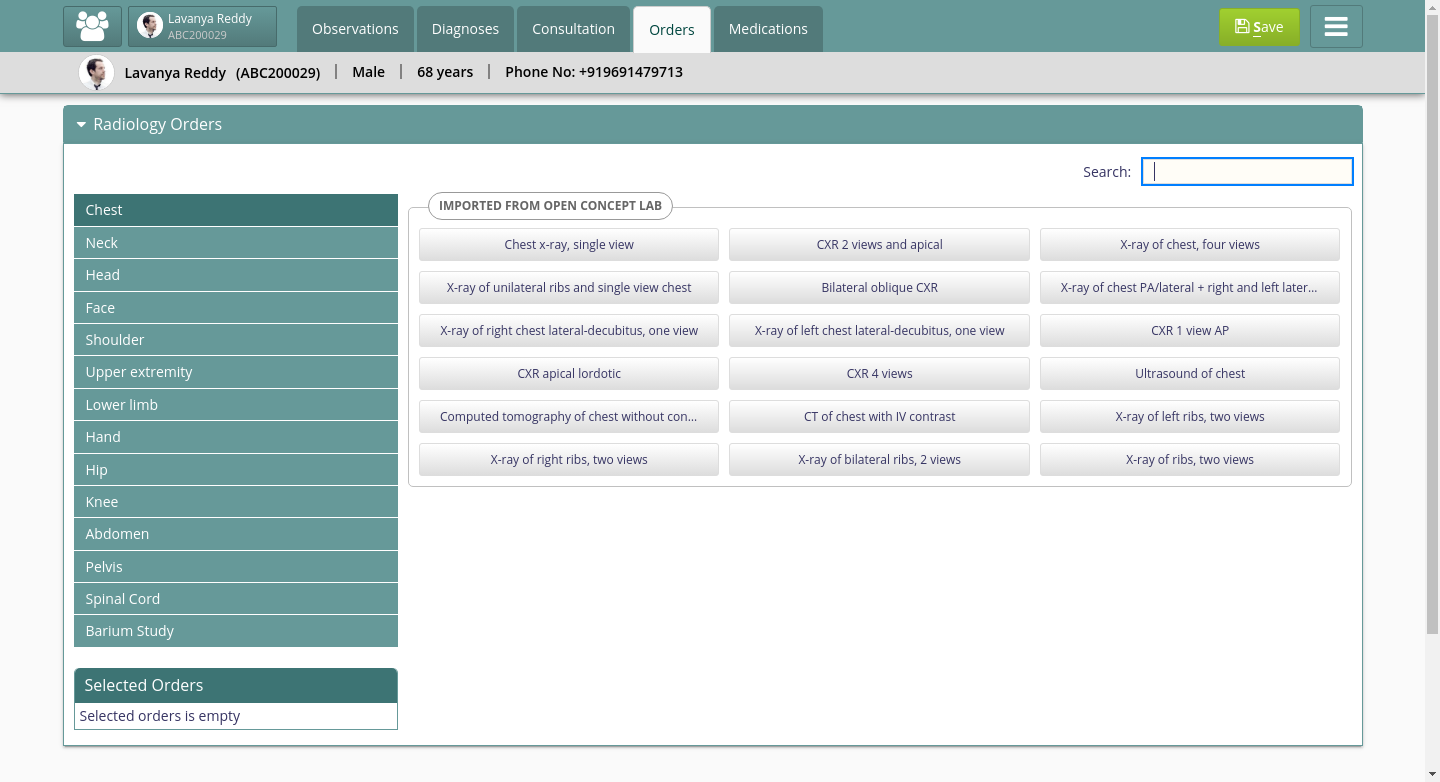 Lavanya Reddy
ABC200029
Observations
Diagnoses
Consultation
Orders
Medications
Save
Lavanya Reddy (ABC200029) | Male | 68 years | Phone No: +919691479713
Radiology Orders
Search:
Chest
Neck
Head
Face
Shoulder
Upper extremity
Lower limb
Hand
Hip
Knee
Abdomen
Pelvis
Spinal Cord
Barium Study
IMPORTED FROM OPEN CONCEPT LAB
Chest x-ray, single view
CXR 2 views and apical
X-ray of chest, four views
X-ray of unilateral ribs and single view chest
Bilateral oblique CXR
X-ray of chest PA/lateral + right and left later...
X-ray of right chest lateral-decubitus, one view
X-ray of left chest lateral-decubitus, one view
CXR 1 view AP
CXR apical lordotic
CXR 4 views
Ultrasound of chest
Computed tomography of chest without con...
CT of chest with IV contrast
X-ray of left ribs, two views
X-ray of right ribs, two views
X-ray of bilateral ribs, 2 views
X-ray of ribs, two views
Selected Orders
Selected orders is empty